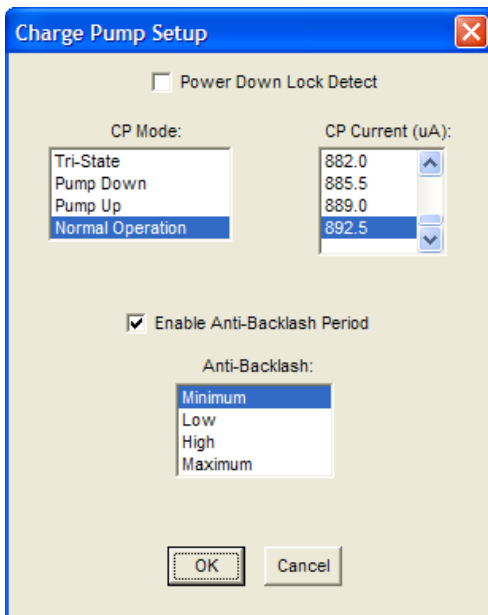 Charge Pump Setup
Power Down Lock Detect
CP Mode:
Tri-State
Pump Down
Pump Up
Normal Operation
CP Current (uA):
882.0
885.5
889.0
892.5
Enable Anti-Backlash Period
Anti-Backlash:
Minimum
Low
High
Maximum
OK
Cancel